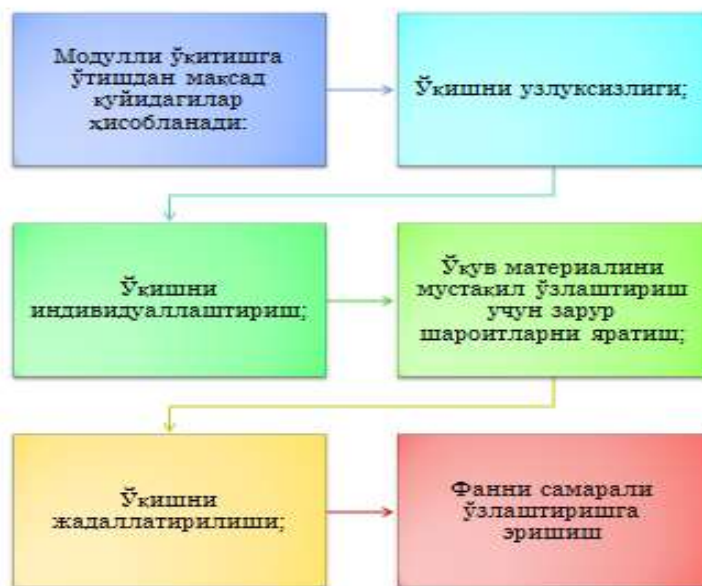 Модулли ўқитишга
ўтишдан мақсад
қуйидагилар
ҳисобланади:
Ўқишни узлуксизлиги;
Ўқишни
индивидуаллаштириш;
Ўқув материалини
мустақил ўзлаштириш
учун зарур
шароитларни яратиш;
Ўқишни
жадаллатирилиши;
Фанни самарали
ўзлаштиришга
эришиш